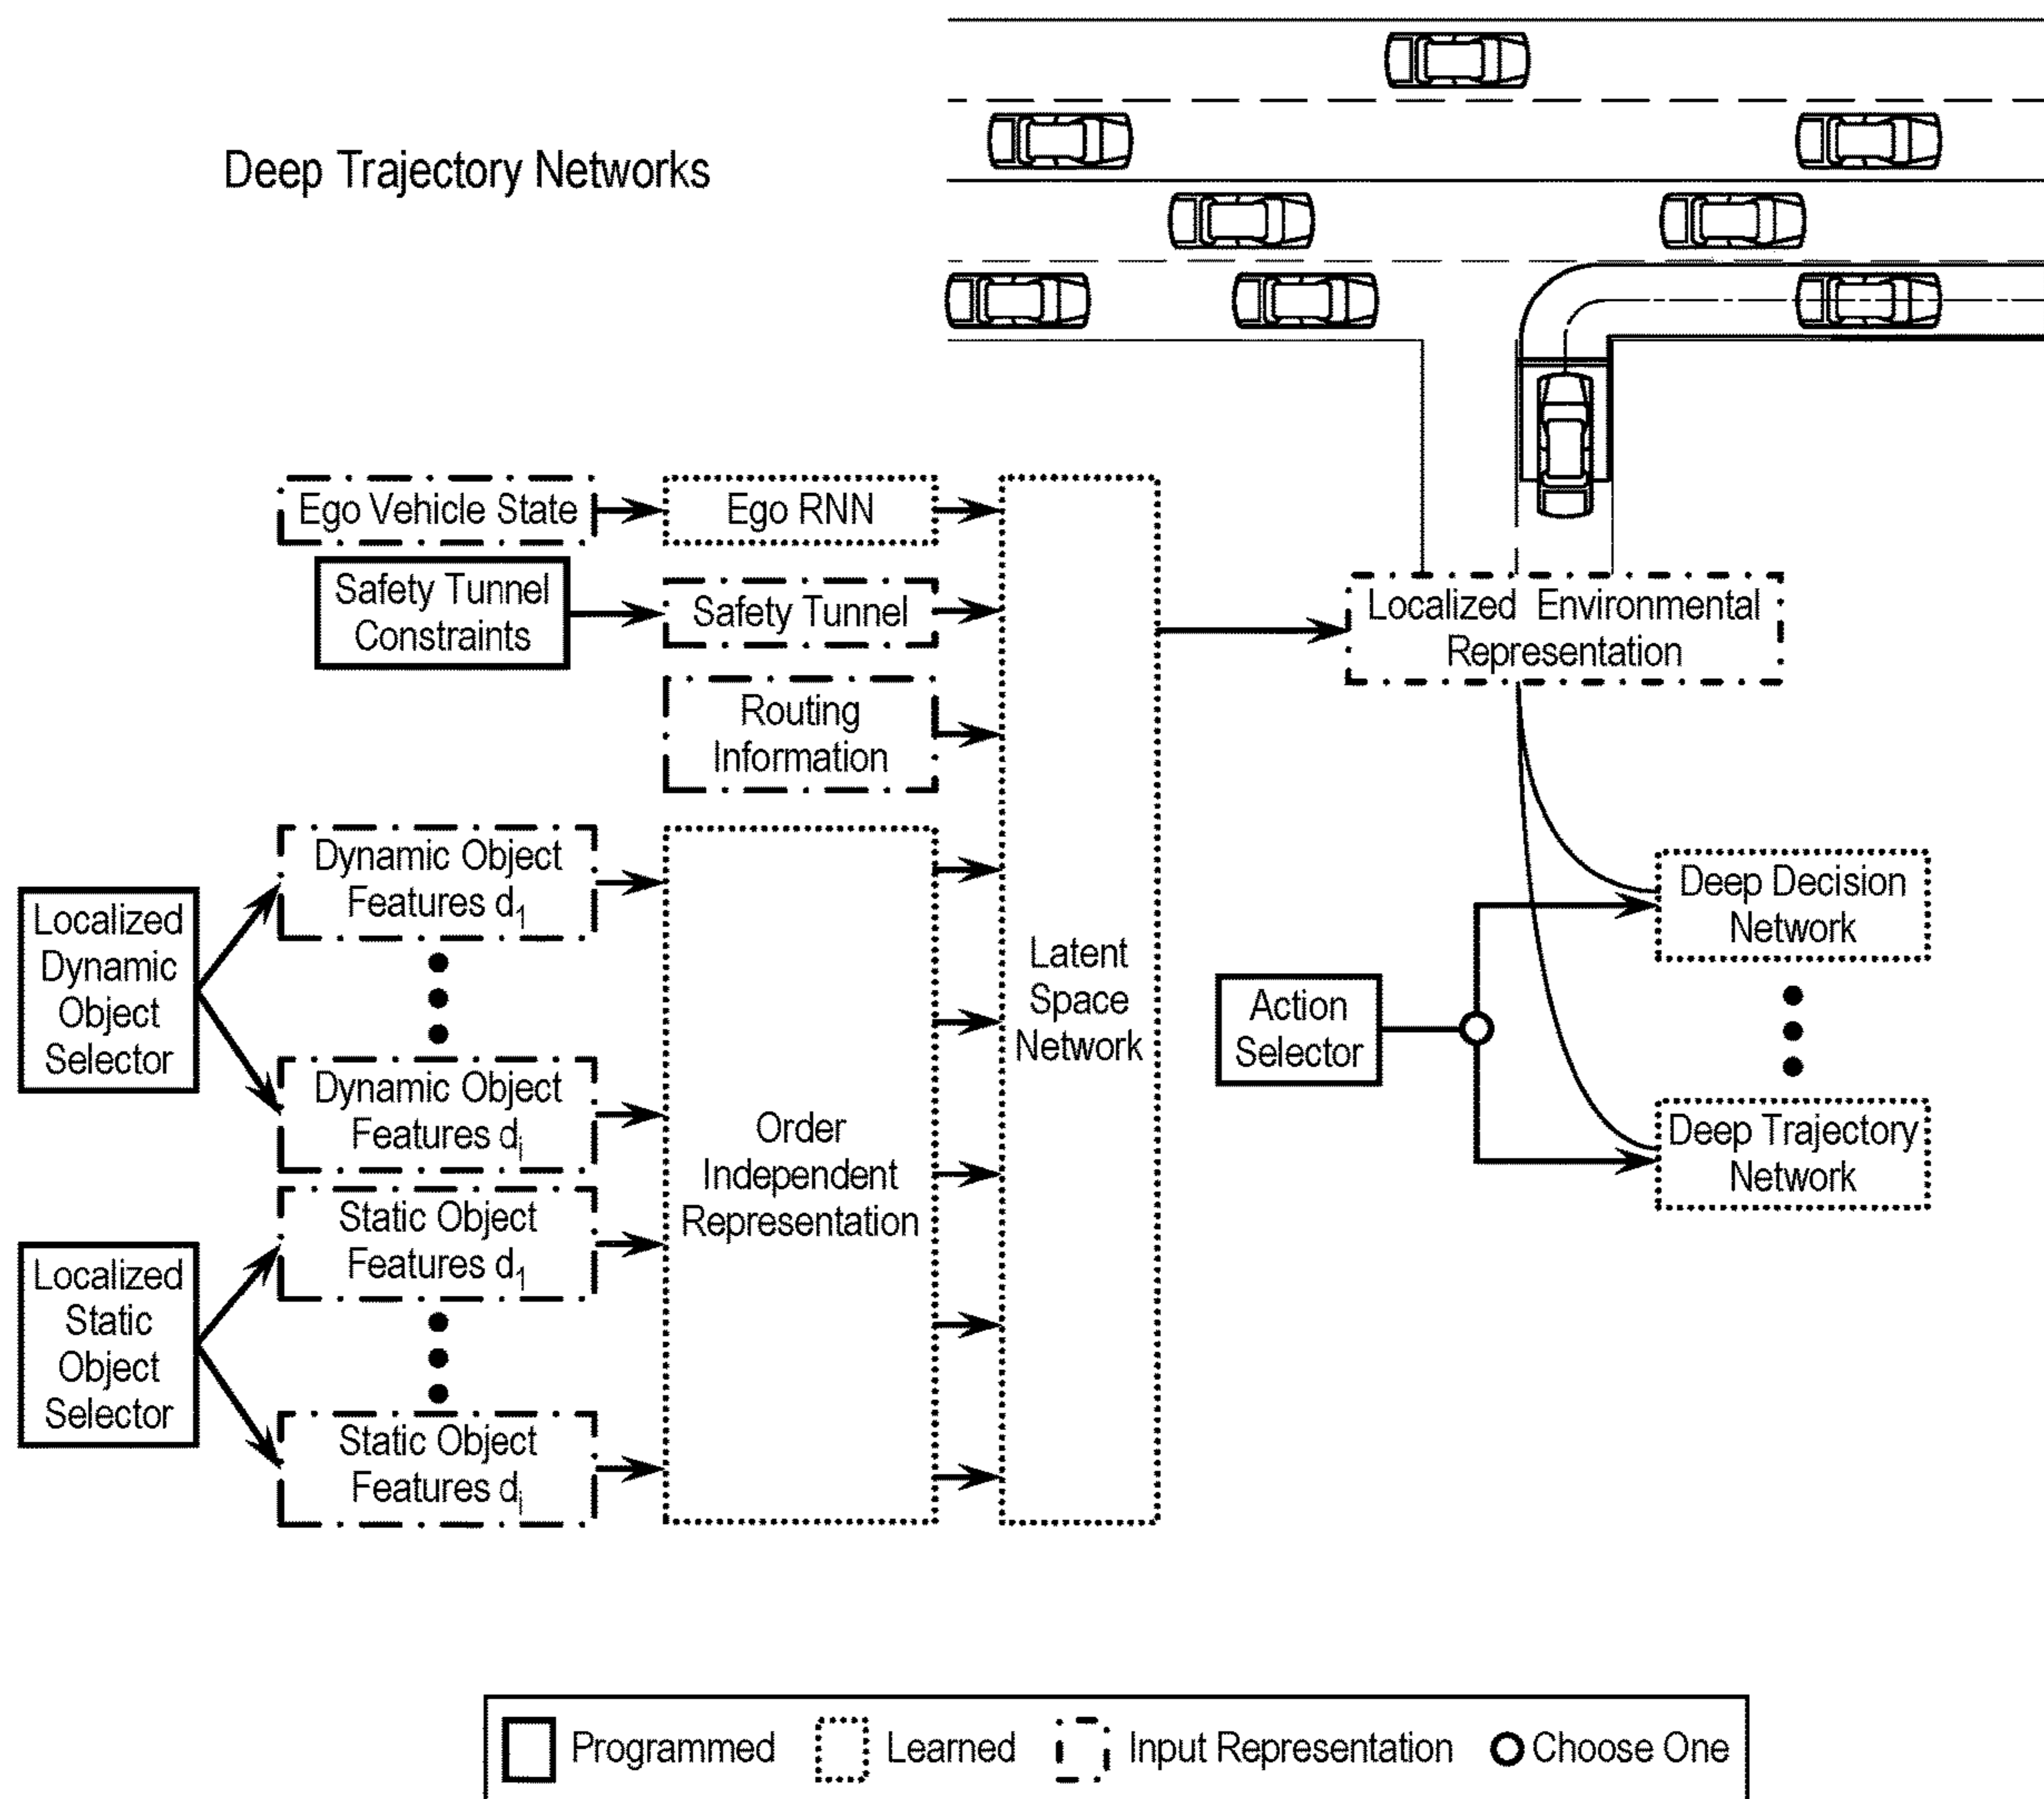 Deep Trajectory Networks
Ego Vehicle State
Ego RNN
Safety Tunnel
Constraints
Safety Tunnel
Routing
Information
Localized Environmental
Representation
Localized
Dynamic
Object
Selector
Dynamic Object
Features d1
Dynamic Object
Features di
Localized
Static
Object
Selector
Static Object
Features d1
Static Object
Features dj
Order
Independent
Representation
Latent
Space
Network
Action
Selector
Deep Decision
Network
Deep Trajectory
Network
Programmed
Learned
Input Representation
Choose One